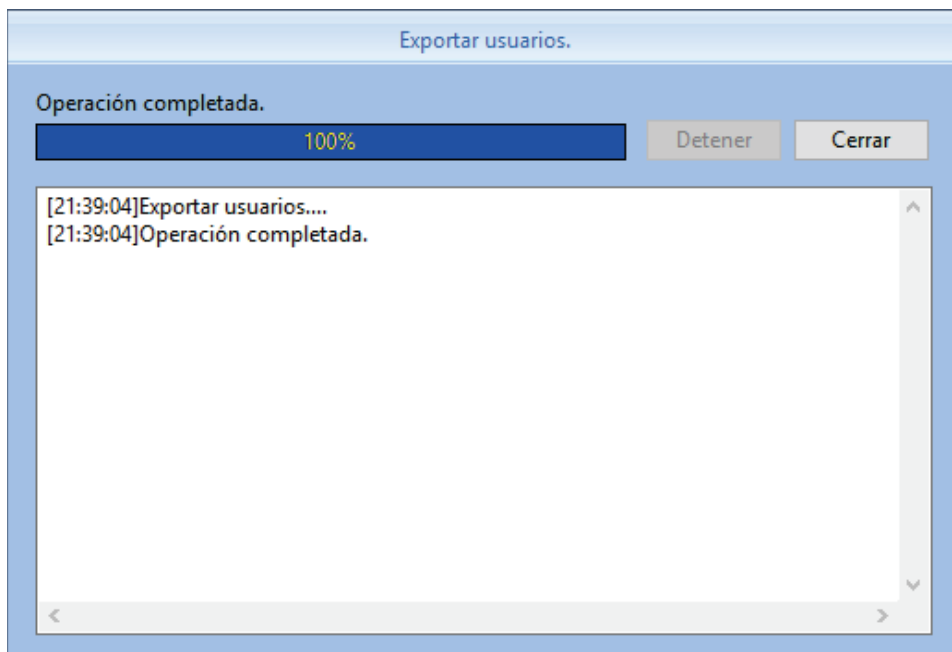 Exportar usuarios.
Operación completada.
100%
Detener
Cerrar
[21:39:04]Exportar usuarios....
[21:39:04]Operación completada.